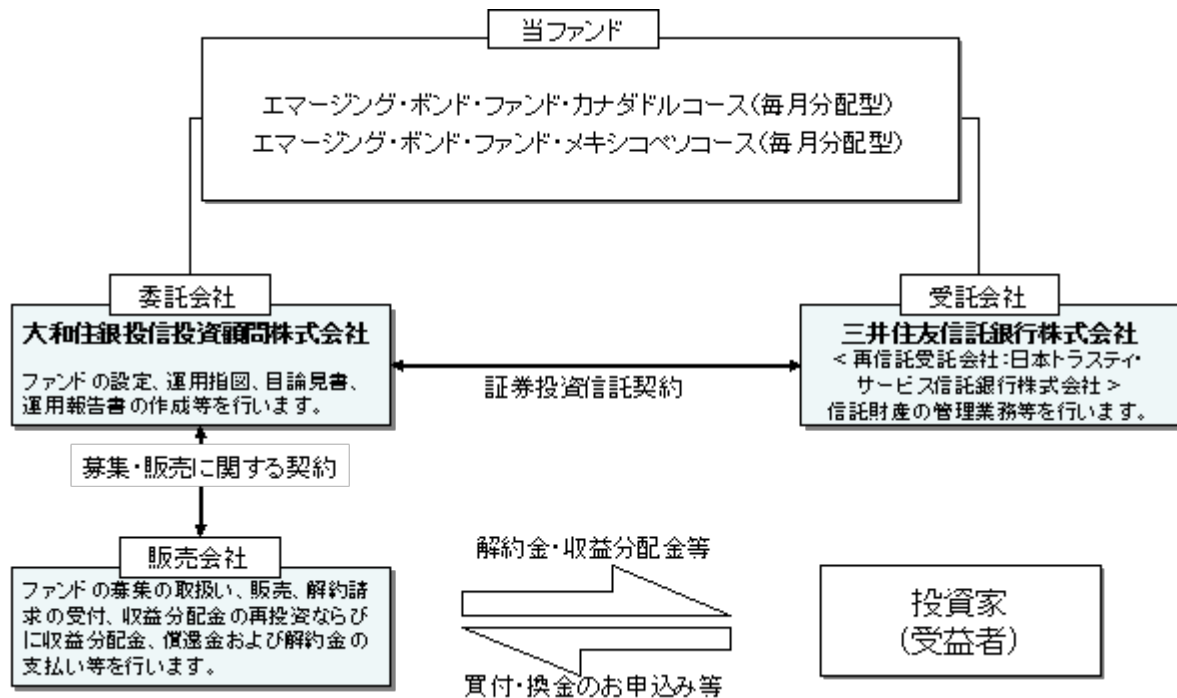 当ファンド
エマージング・ボンド・ファンド・カナダドルコース(毎月分配型)
エマージング・ボンド・ファンド・メキシコペソコース(毎月分配型)
委託会社
大和住銀投信投資顧問株式会社
ファンドの設定、運用指図、目論見書、
運用報告書の作成等を行います。
証券投資信託契約
受託会社
三井住友信託銀行株式会社
<再信託受託会社:日本トラスティ・
サービス信託銀行株式会社>
信託財産の管理業務等を行います。
募集・販売に関する契約
販売会社
ファンドの募集の取扱い、販売、解約請
求の受付、収益分配金の再投資ならび
に収益分配金、償還金および解約金の
支払い等を行います。
解約金・収益分配金等
買付・換金のお申込み等
投資家
(受益者)